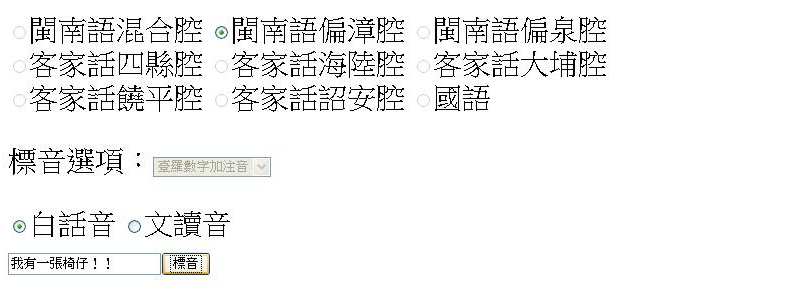 閩南語混合腔 閩南語偏漳腔 閩南語偏泉腔
客家話四縣腔 客家話海陸腔 客家話大埔腔
客家話饒平腔 客家話詔安腔 國語
標音選項：臺羅數字加注音
白話音 文讀音
我有一張椅仔！！ 標音